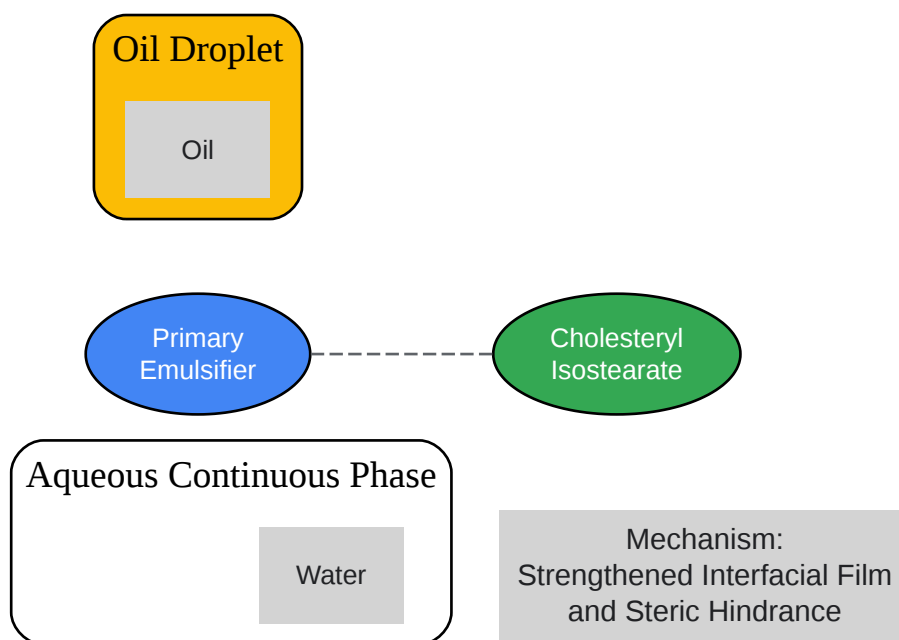 Oil Droplet
Oil
Primary
Emulsifier
Cholesteryl
Isostearate
Aqueous Continuous Phase
Water
Mechanism:
Strengthened Interfacial Film
and Steric Hindrance